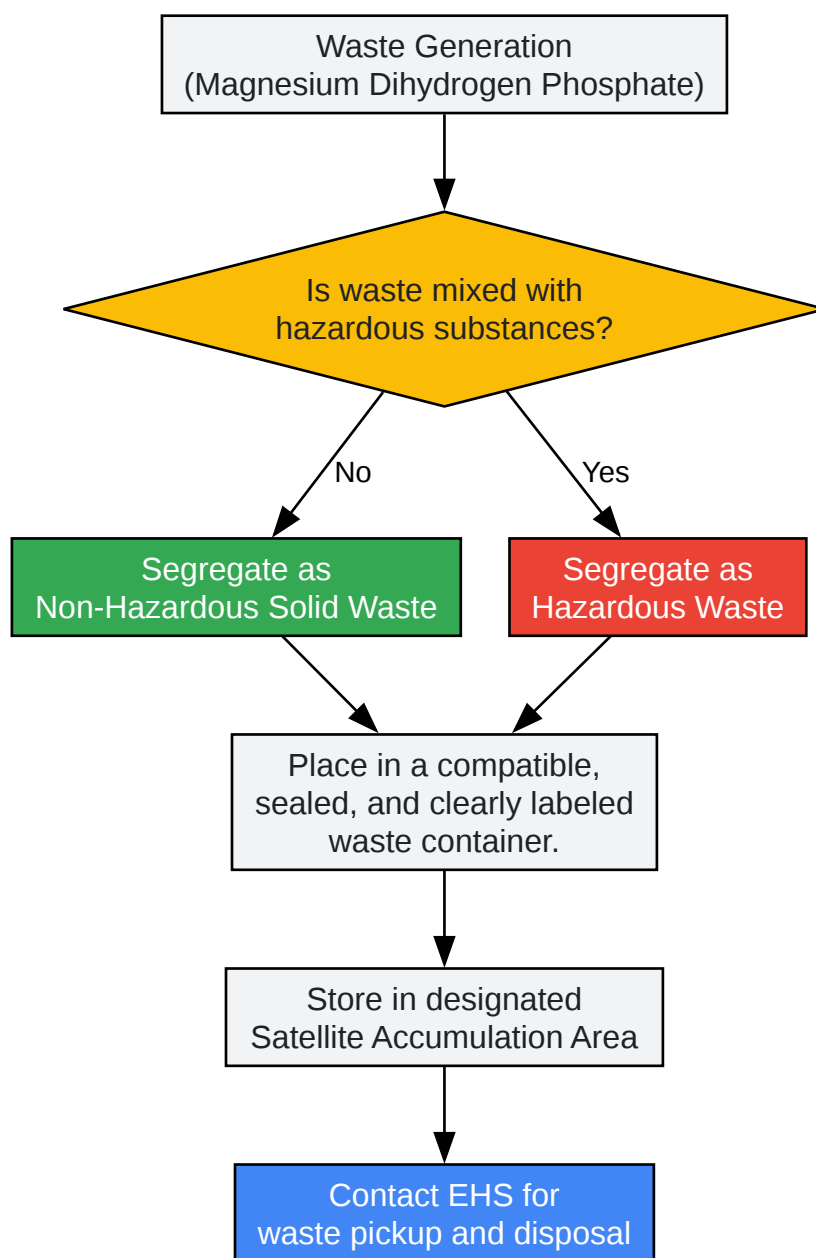 Waste Generation
(Magnesium Dihydrogen Phosphate)
Is waste mixed with
hazardous substances?
No
Yes
Segregate as
Non-Hazardous Solid Waste
Segregate as
Hazardous Waste
Place in a compatible,
sealed, and clearly labeled
waste container.
Store in designated
Satellite Accumulation Area
Contact EHS for
waste pickup and disposal